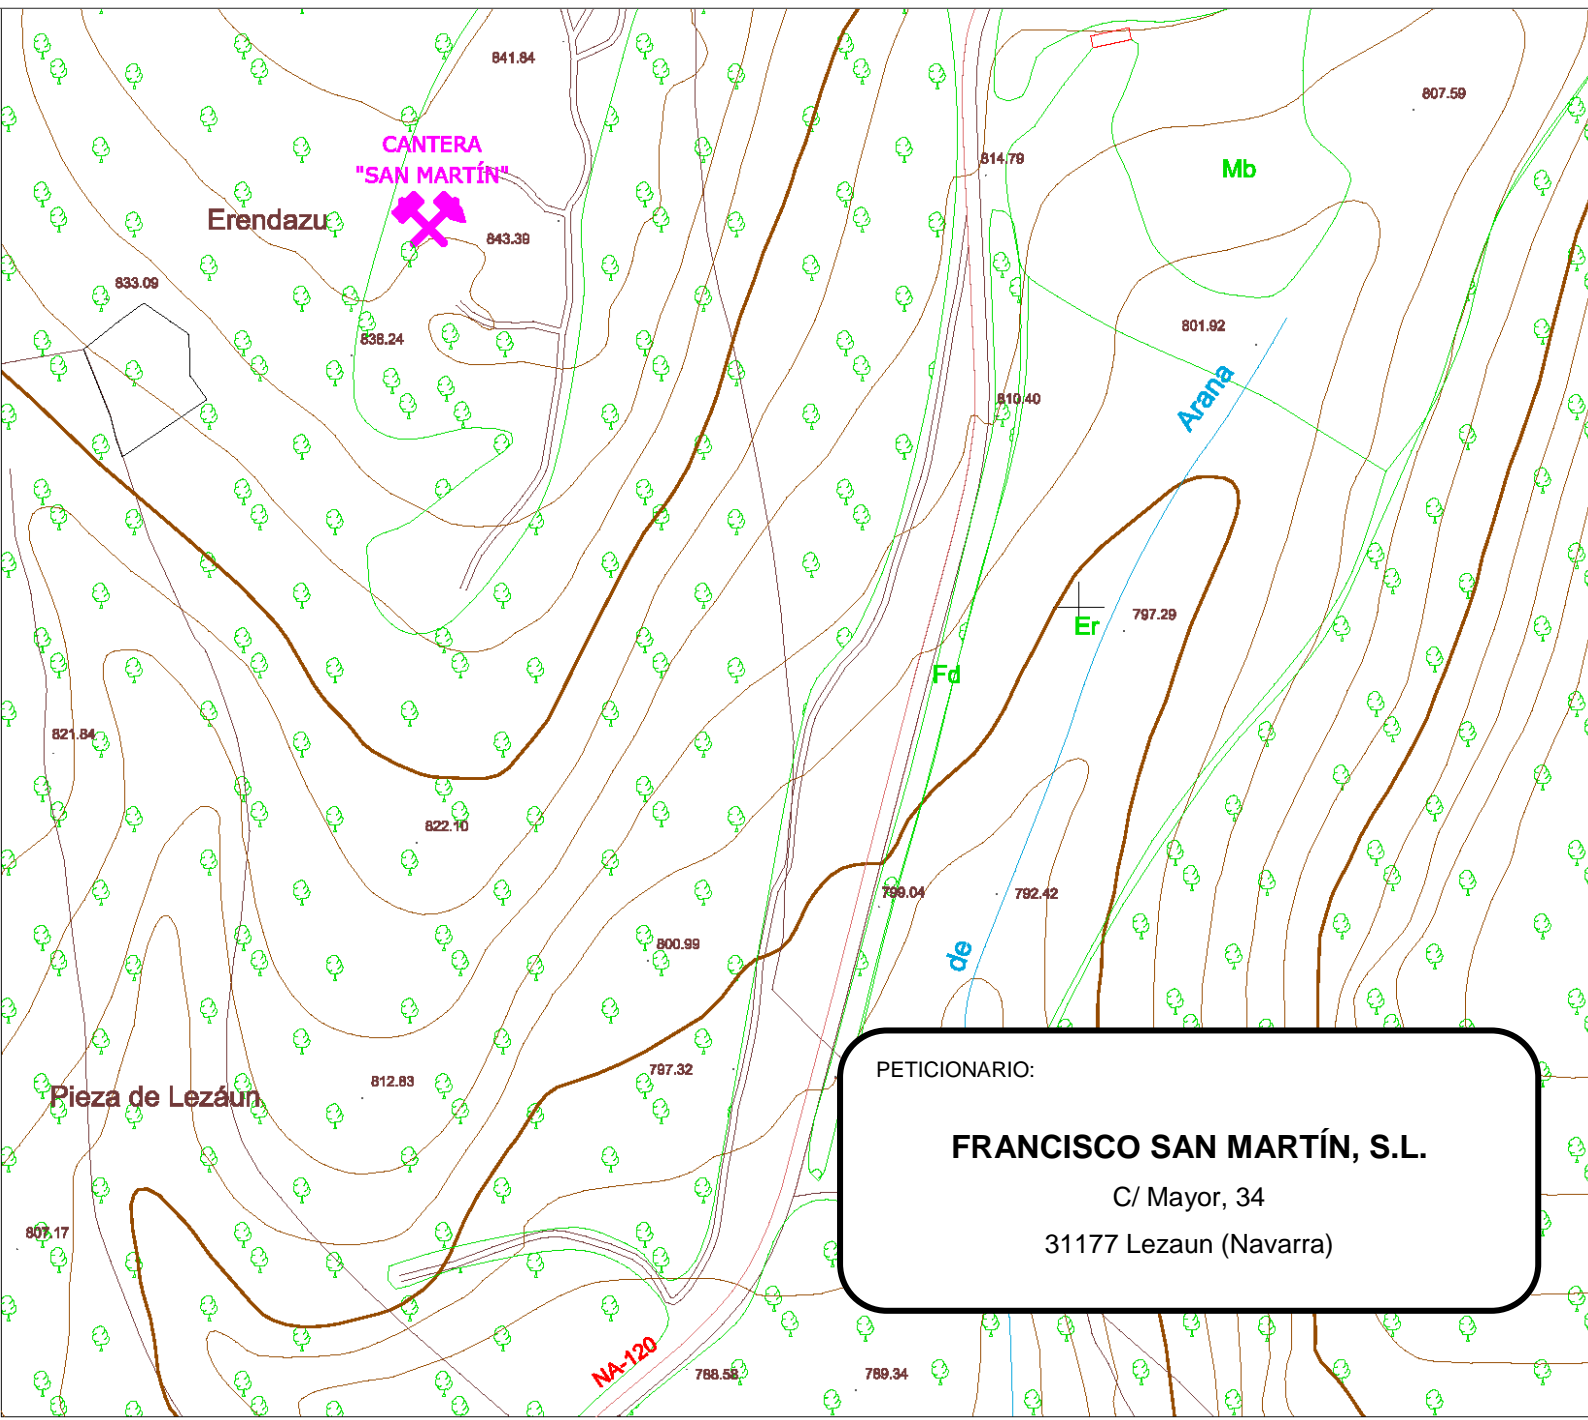 841.84
807.59
CANTERA
"SAN MARTÍN"
814.79
Mb
Erendazu
843.39
833.09
801.92
838.24
Arana
810.40
797.29
Er
Fd
821.84
822.10
799.04
792.42
800.99
de
797.32
812.83
Pieza de Lezáun
PETICIONARIO:
FRANCISCO SAN MARTÍN, S.L.
C/ Mayor, 34
31177 Lezaun (Navarra)
807.17
NA-120
788.58
789.34